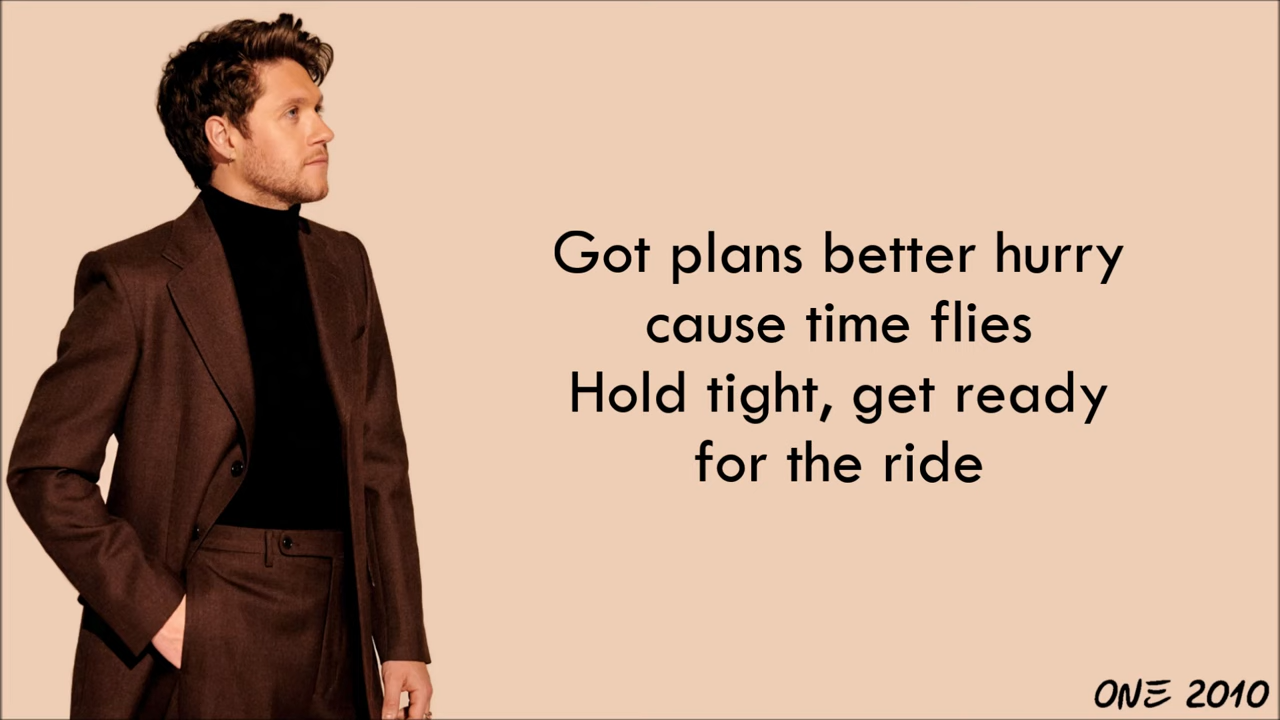 Got plans better hurry
cause time flies
Hold tight, get ready
for the ride
ONE 2010